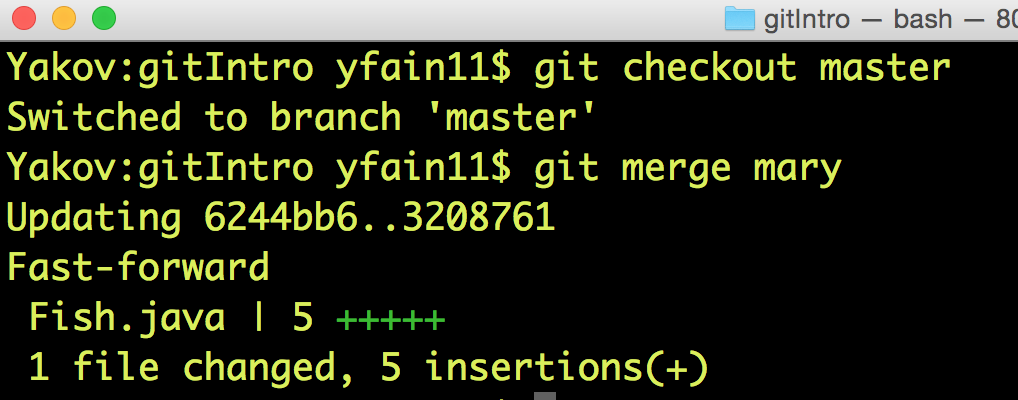 gitIntro — bash — 80
Yakov:gitIntro yfain11$ git checkout master
Switched to branch 'master'
Yakov:gitIntro yfain11$ git merge mary
Updating 6244bb6..3208761
Fast-forward
 Fish.java | 5 +++++
 1 file changed, 5 insertions(+)